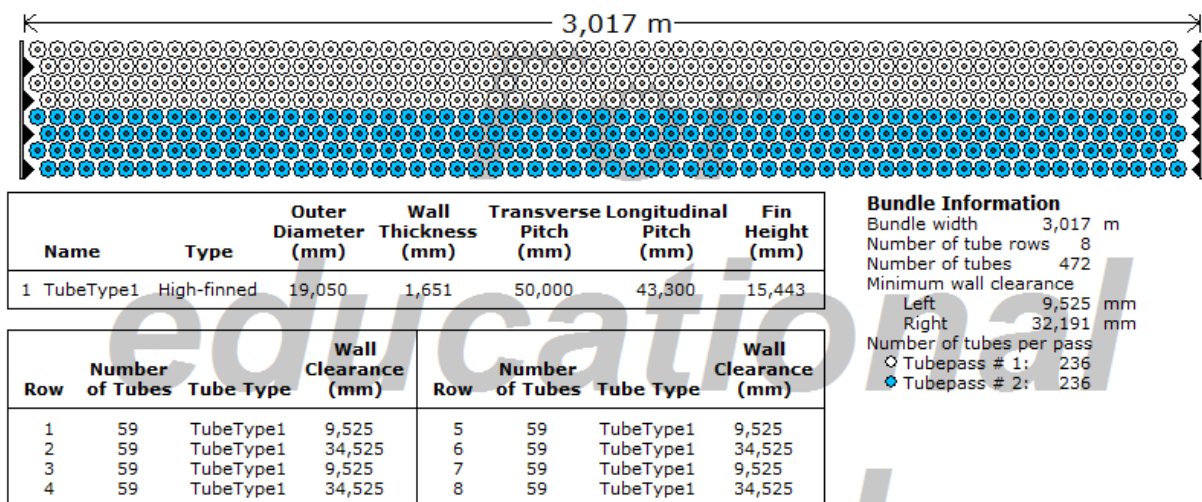 3,017 m
Outer Wall Transverse Longitudinal Fin
Diameter Thickness Pitch Pitch Height
Name Type (mm) (mm) (mm) (mm) (mm)
1 TubeType1 High-finned 19,050 1,651 50,000 43,300 15,443
Bundle Information
Bundle width 3,017 m
Number of tube rows 8
Number of tubes 472
Minimum wall clearance
Left 9,525 mm
Right 32,191 mm
Number of tubes per pass
Tubepass # 1: 236
Tubepass # 2: 236
Wall Wall
Number Clearance Number Clearance
Row of Tubes Tube Type (mm) Row of Tubes Tube Type (mm)
1 59 TubeType1 9,525 5 59 TubeType1 9,525
2 59 TubeType1 34,525 6 59 TubeType1 34,525
3 59 TubeType1 9,525 7 59 TubeType1 9,525
4 59 TubeType1 34,525 8 59 TubeType1 34,525
For
educational